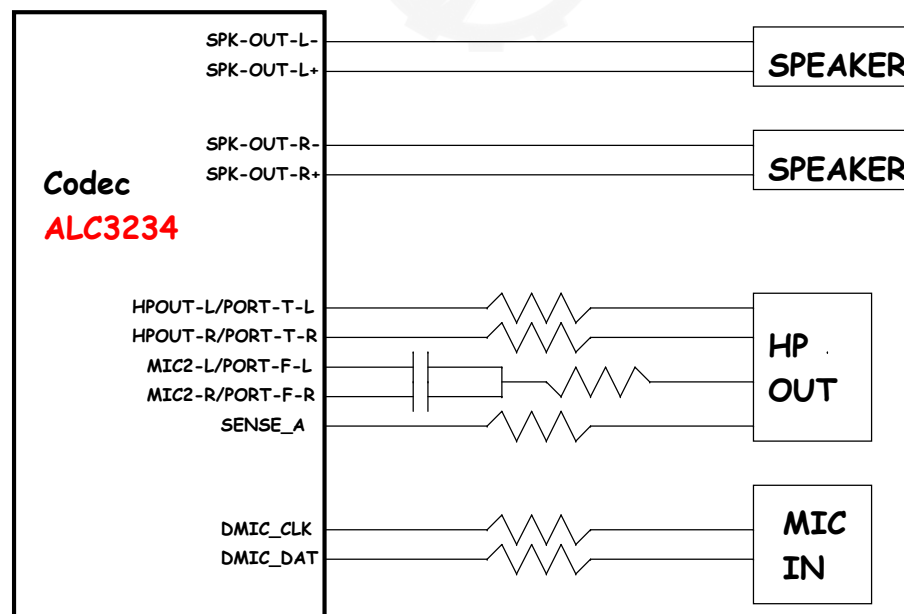 SPK-OUT-L-
SPK-OUT-L+
SPEAKER
SPK-OUT-R-
SPK-OUT-R+
SPEAKER
Codec
ALC3234
HPOUT-L/PORT-T-L
HPOUT-R/PORT-T-R
MIC2-L/PORT-F-L
MIC2-R/PORT-F-R
SENSE_A
HP
OUT
DMIC_CLK
DMIC_DAT
MIC
IN